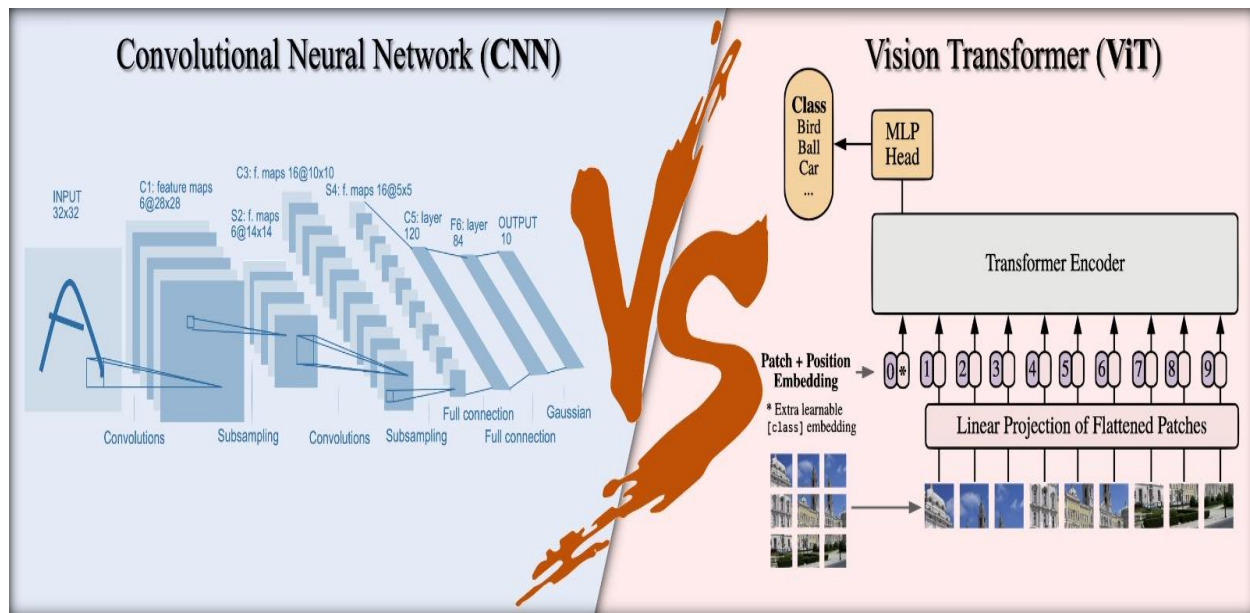 Convolutional Neural Network (CNN)
INPUT
32x32
C1: feature maps
6@28x28
S2: f. maps
6@14x14
C3: f. maps 16@10x10
S4: f. maps 16@5x5
C5: layer
120
F6: layer
84
OUTPUT
10
Convolutions
Subsampling
Convolutions
Subsampling
Full connection
Full connection
Gaussian
VS
Vision Transformer (ViT)
Class
Bird
Ball
Car
...
MLP
Head
Transformer Encoder
Patch + Position
Embedding
0 * 1 2 3 4 5 6 7 8 9
* Extra learnable
[class] embedding
Linear Projection of Flattened Patches